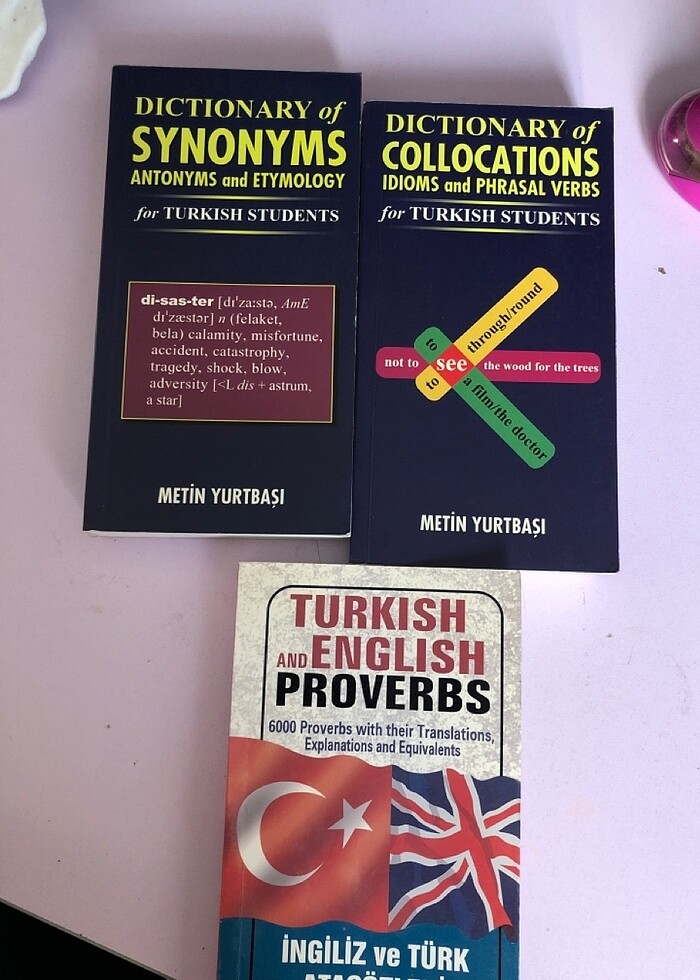 DICTIONARY of
SYNONYMS
ANTONYMS and ETYMOLOGY
for TURKISH STUDENTS
di-sas-ter [dɪˈzaːstə, AmE
dɪˈzæstər] n (felaket,
bela) calamity, misfortune,
accident, catastrophy,
tragedy, shock, blow,
adversity [<L dis + astrum,
a star]
METİN YURTBAŞI
DICTIONARY of
COLLOCATIONS
IDIOMS and PHRASAL VERBS
for TURKISH STUDENTS
to through/round
not to see the wood for the trees
to a film/the doctor
METİN YURTBAŞI
TURKISH
AND ENGLISH
PROVERBS
6000 Proverbs with their Translations,
Explanations and Equivalents
İNGİLİZ ve TÜRK